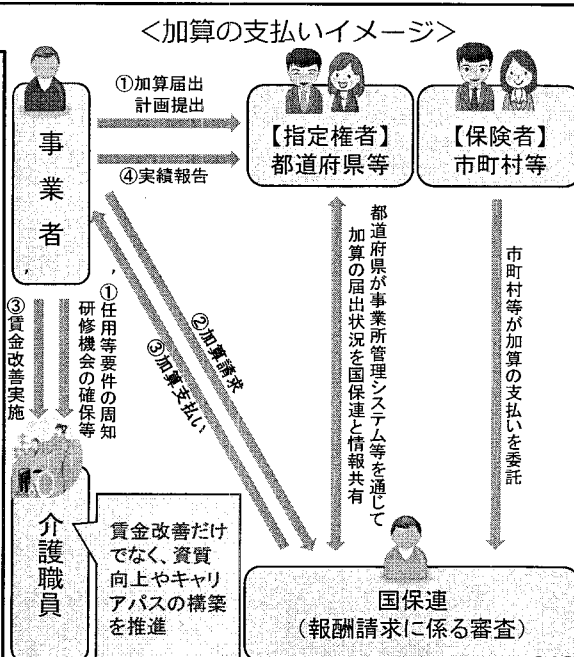 <加算の支払いイメージ>
事業者
①加算届出
計画提出
④実績報告
【指定権者】
都道府県等
【保険者】
市町村等
③賃金改善実施
①任用等要件の周知
研修機会の確保等
②加算請求
③加算支払い
都道府県が事業所管理システム等を通じて
加算の届出状況を国保連と情報共有
市町村等が加算の支払いを委託
介護職員
賃金改善だけ
でなく、資質
向上やキャリ
アパスの構築
を推進
国保連
(報酬請求に係る審査)